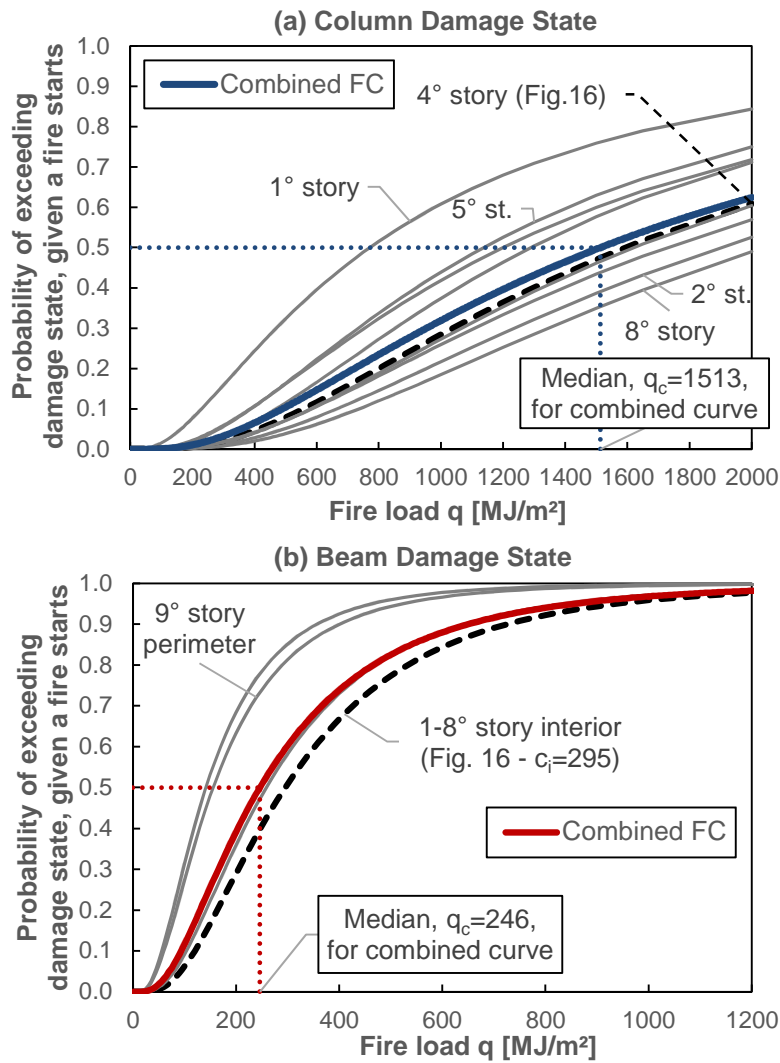 (a) Column Damage State
Probability of exceeding
damage state, given a fire starts
1.0
0.9
0.8
0.7
0.6
0.5
0.4
0.3
0.2
0.1
0.0
Combined FC
4° story (Fig.16)
1° story
5° st.
2° st.
8° story
Median, qc=1513,
for combined curve
0 200 400 600 800 1000 1200 1400 1600 1800 2000
Fire load q [MJ/m²]
(b) Beam Damage State
Probability of exceeding
damage state, given a fire starts
1.0
0.9
0.8
0.7
0.6
0.5
0.4
0.3
0.2
0.1
0.0
9° story
perimeter
1-8° story interior
(Fig. 16 - ci=295)
Combined FC
Median, qc=246,
for combined curve
0 200 400 600 800 1000 1200
Fire load q [MJ/m²]